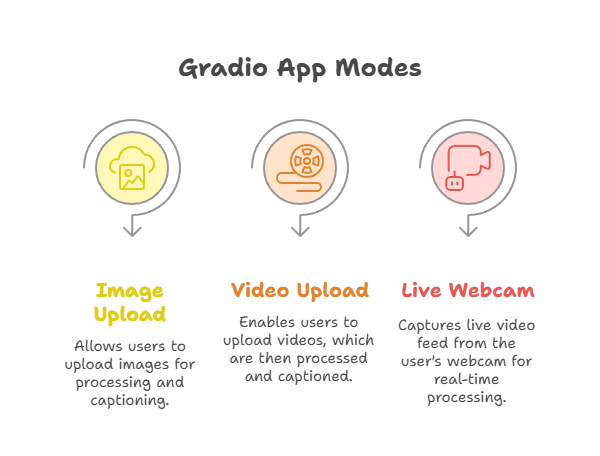 Gradio App Modes
Image
Upload
Allows users to
upload images for
processing and
captioning.
Video Upload
Enables users to
upload videos, which
are then processed
and captioned.
Live Webcam
Captures live video
feed from the
user's webcam for
real-time
processing.